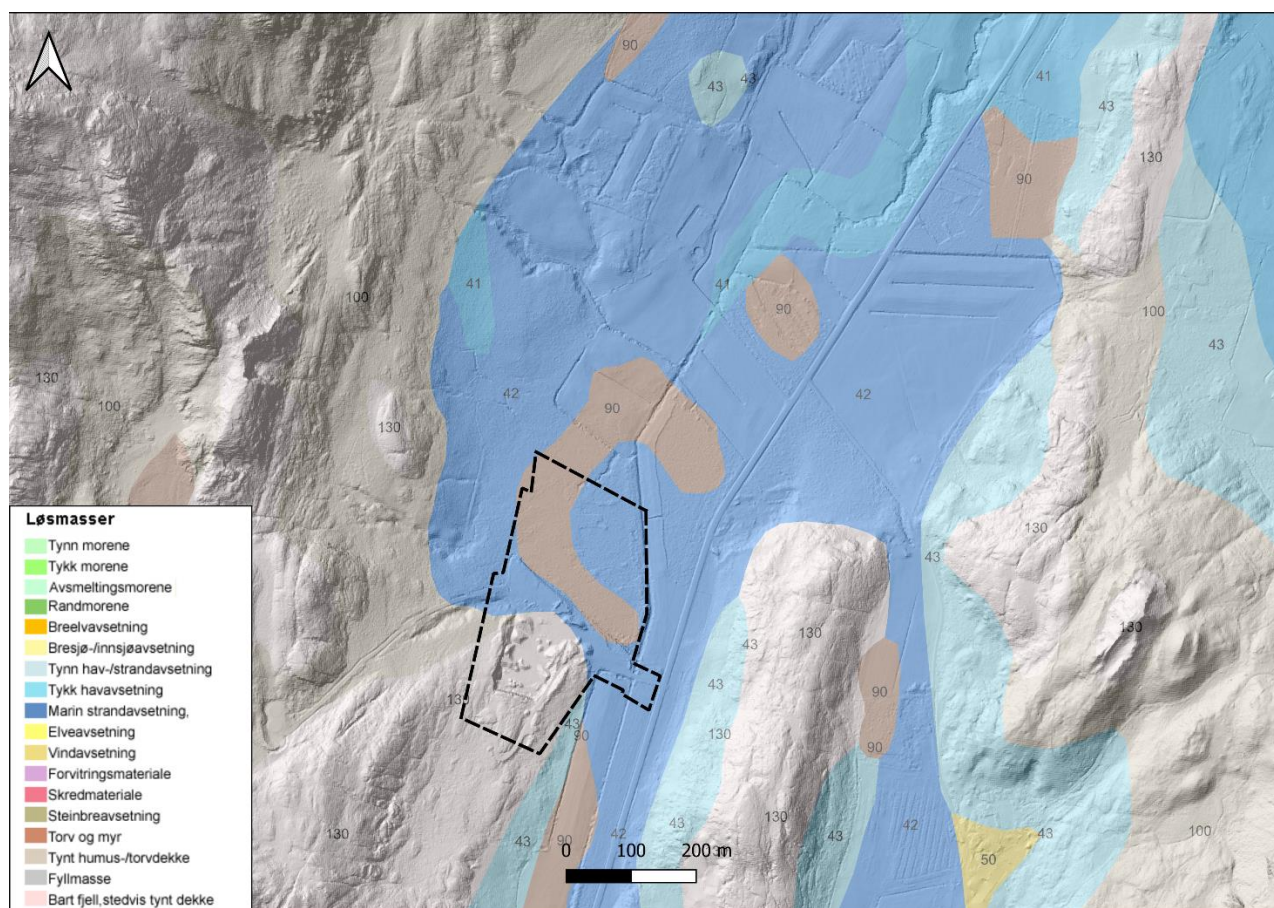 90
43
43
41
43
130
90
41
100
100
41
90
43
130
100
42
42
90
130
130
43
130
Løsmasser
Tynn morene
Tykk morene
Avsmeltingsmorene
Randmorene
Breelvavsetning
Bresjø-/innsjøavsetning
Tynn hav-/strandavsetning
Tykk havavsetning
Marin strandavsetning,
Elveavsetning
Vindavsetning
Forvitringsmateriale
Skredmateriale
Steinbreavsetning
Torv og myr
Tynt humus-/torvdekke
Fyllmasse
Bart fjell,stedvis tynt dekke
43
130
43
90
130
43
90
130
90
130
43
130
90
42
43
130
43
42
43
100
50
0 100 200 m